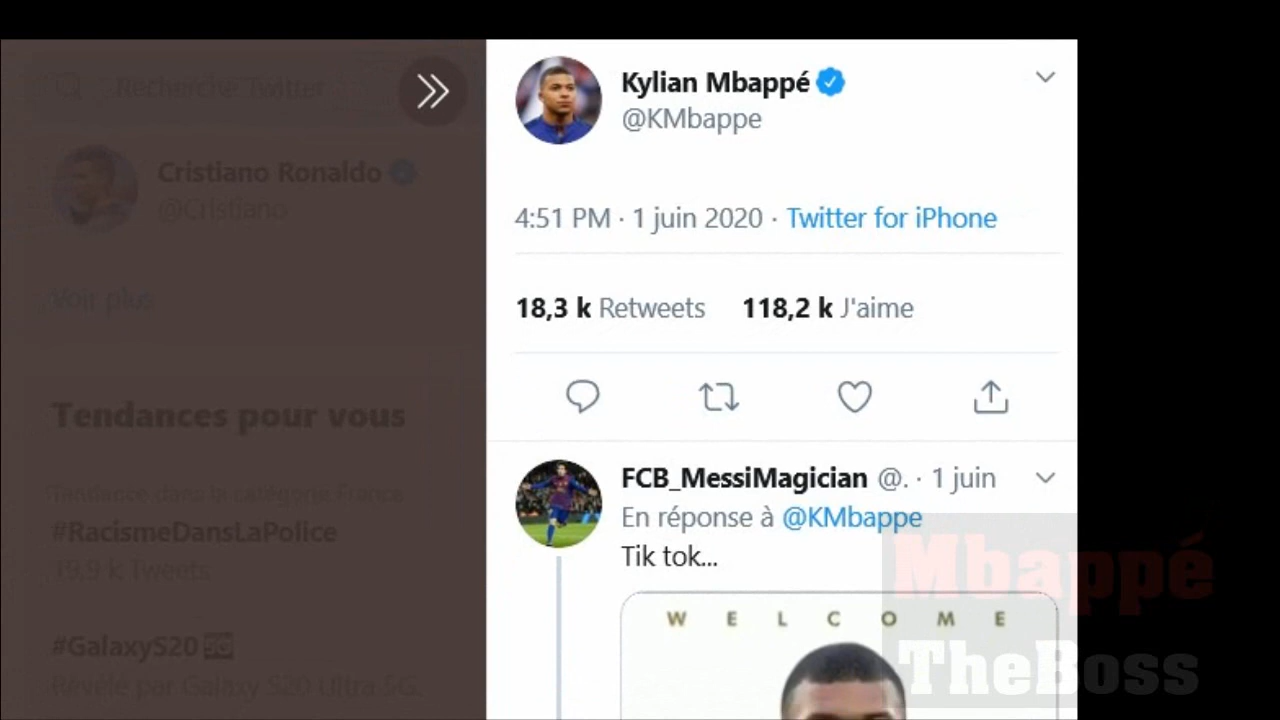 Recherche Twitter
Cristiano Ronaldo
@Cristiano
Voir plus
Tendances pour vous
Tendance dans la catégorie France
#RacismeDansLaPolice
19,9 k Tweets
#GalaxyS20 5G
Révélé par Galaxy S20 Ultra 5G.
Kylian Mbappé
@KMbappe
4:51 PM · 1 juin 2020 · Twitter for iPhone
18,3 k Retweets 118,2 k J'aime
FCB_MessiMagician @. · 1 juin
En réponse à @KMbappe
Tik tok...
W E L C O M E
Mbappé
TheBoss